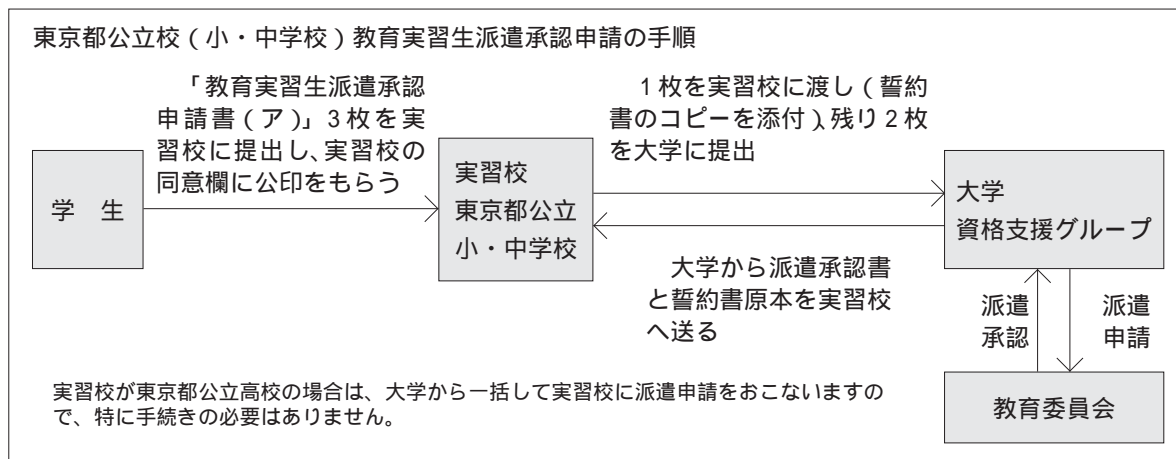 東京都公立校（小・中学校）教育実習生派遣承認申請の手順
「教育実習生派遣承認
申請書（ア）」3枚を実
習校に提出し、実習校の
同意欄に公印をもらう
1枚を実習校に渡し（誓約
書のコピーを添付）、残り2枚
を大学に提出
学　生
実習校
東京都公立
小・中学校
大学
資格支援グループ
大学から派遣承認書
と誓約書原本を実習校
へ送る
派遣
承認
派遣
申請
教育委員会
実習校が東京都公立高校の場合は、大学から一括して実習校に派遣申請をおこないますの
で、特に手続きの必要はありません。